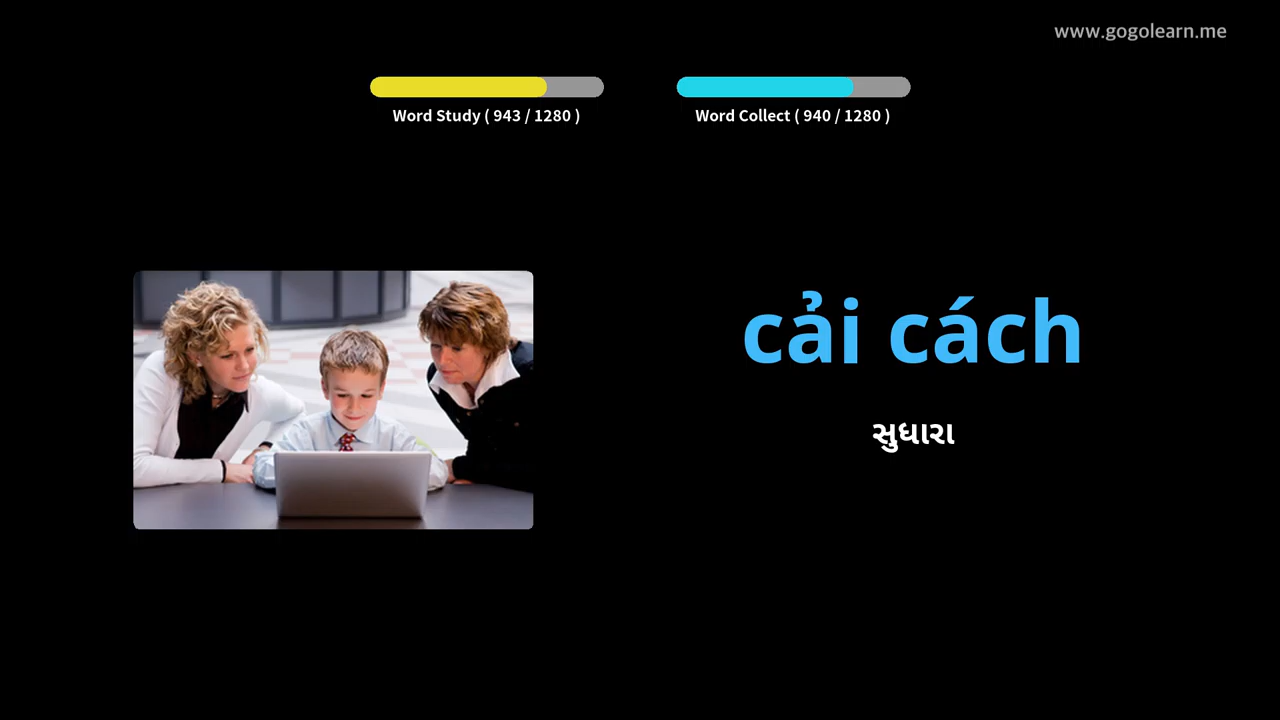 www.gogolearn.me
Word Study ( 943 / 1280 )
Word Collect ( 940 / 1280 )
cải cách
સુધારા